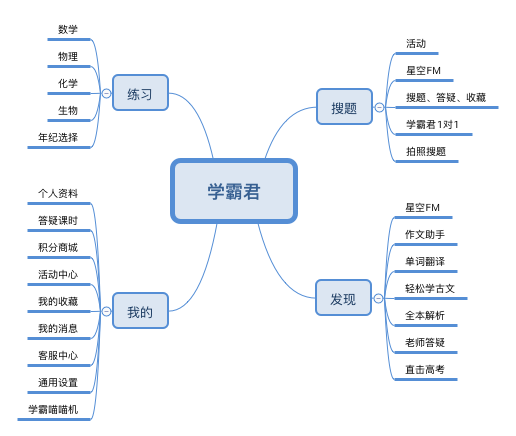 学霸君
练习
数学
物理
化学
生物
年纪选择
搜题
活动
星空FM
搜题、答疑、收藏
学霸君1对1
拍照搜题
我的
个人资料
答疑课时
积分商城
活动中心
我的收藏
我的消息
客服中心
通用设置
学霸喵喵机
发现
星空FM
作文助手
单词翻译
轻松学古文
全本解析
老师答疑
直击高考